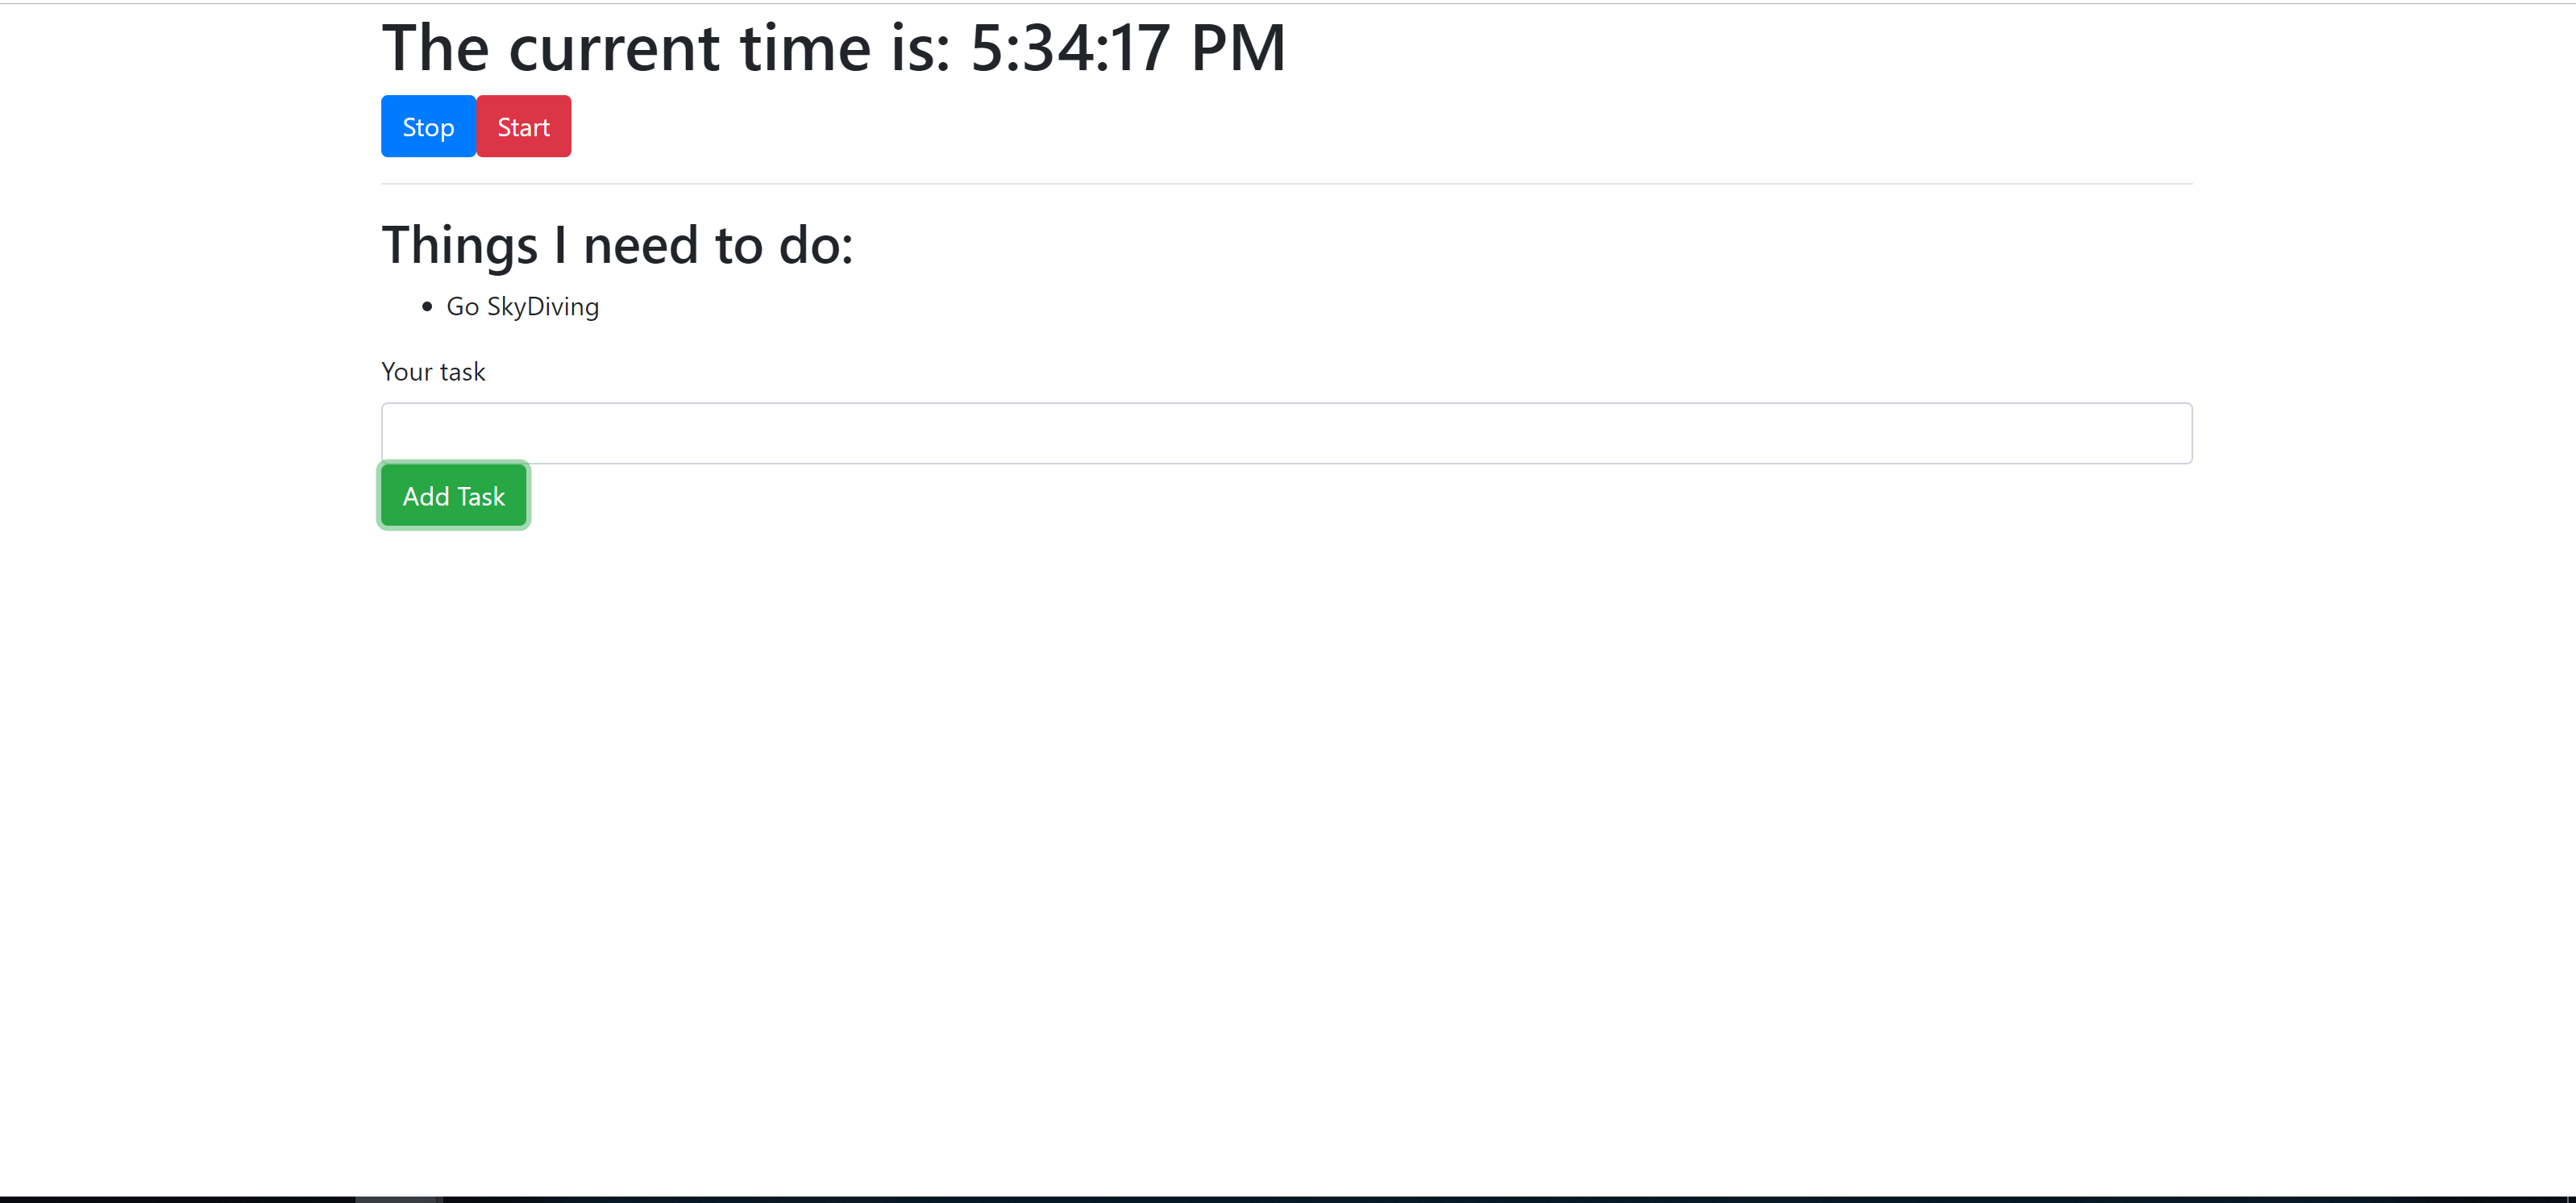 The current time is: 5:34:17 PM
Stop Start
Things I need to do:
Go SkyDiving
Your task
Add Task